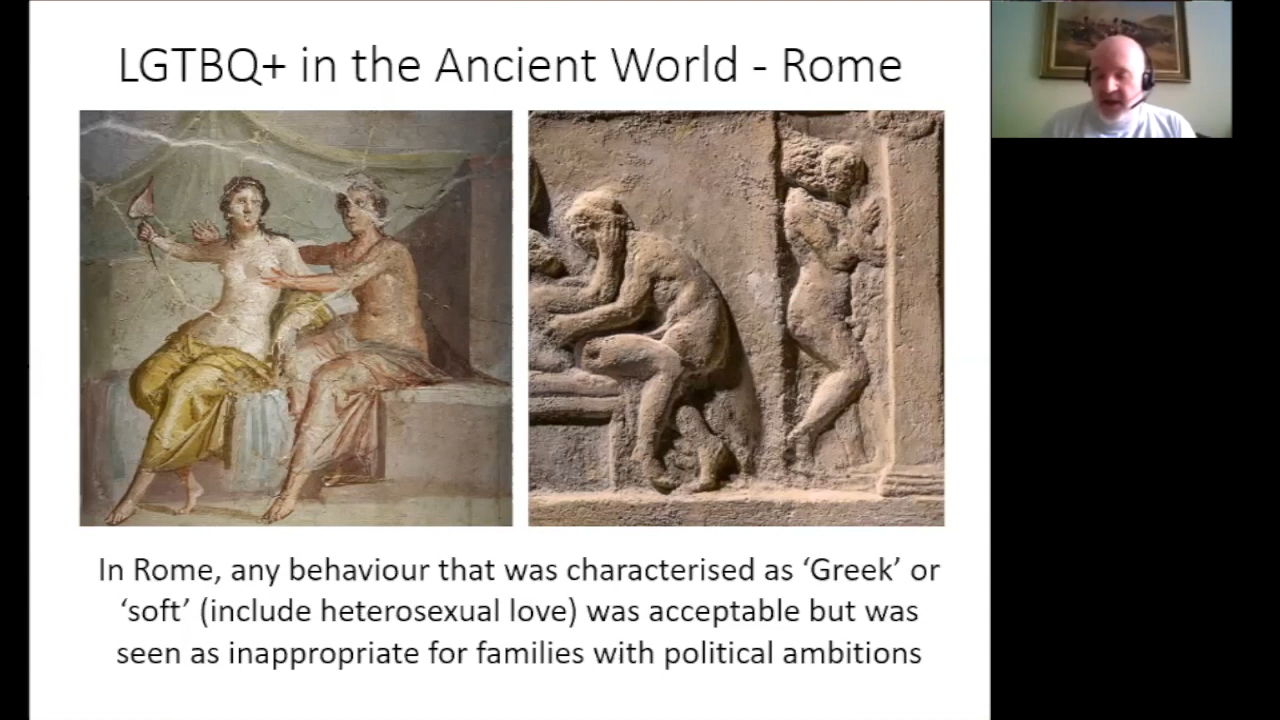 LGTBQ+ in the Ancient World - Rome
In Rome, any behaviour that was characterised as ‘Greek’ or
‘soft’ (include heterosexual love) was acceptable but was
seen as inappropriate for families with political ambitions